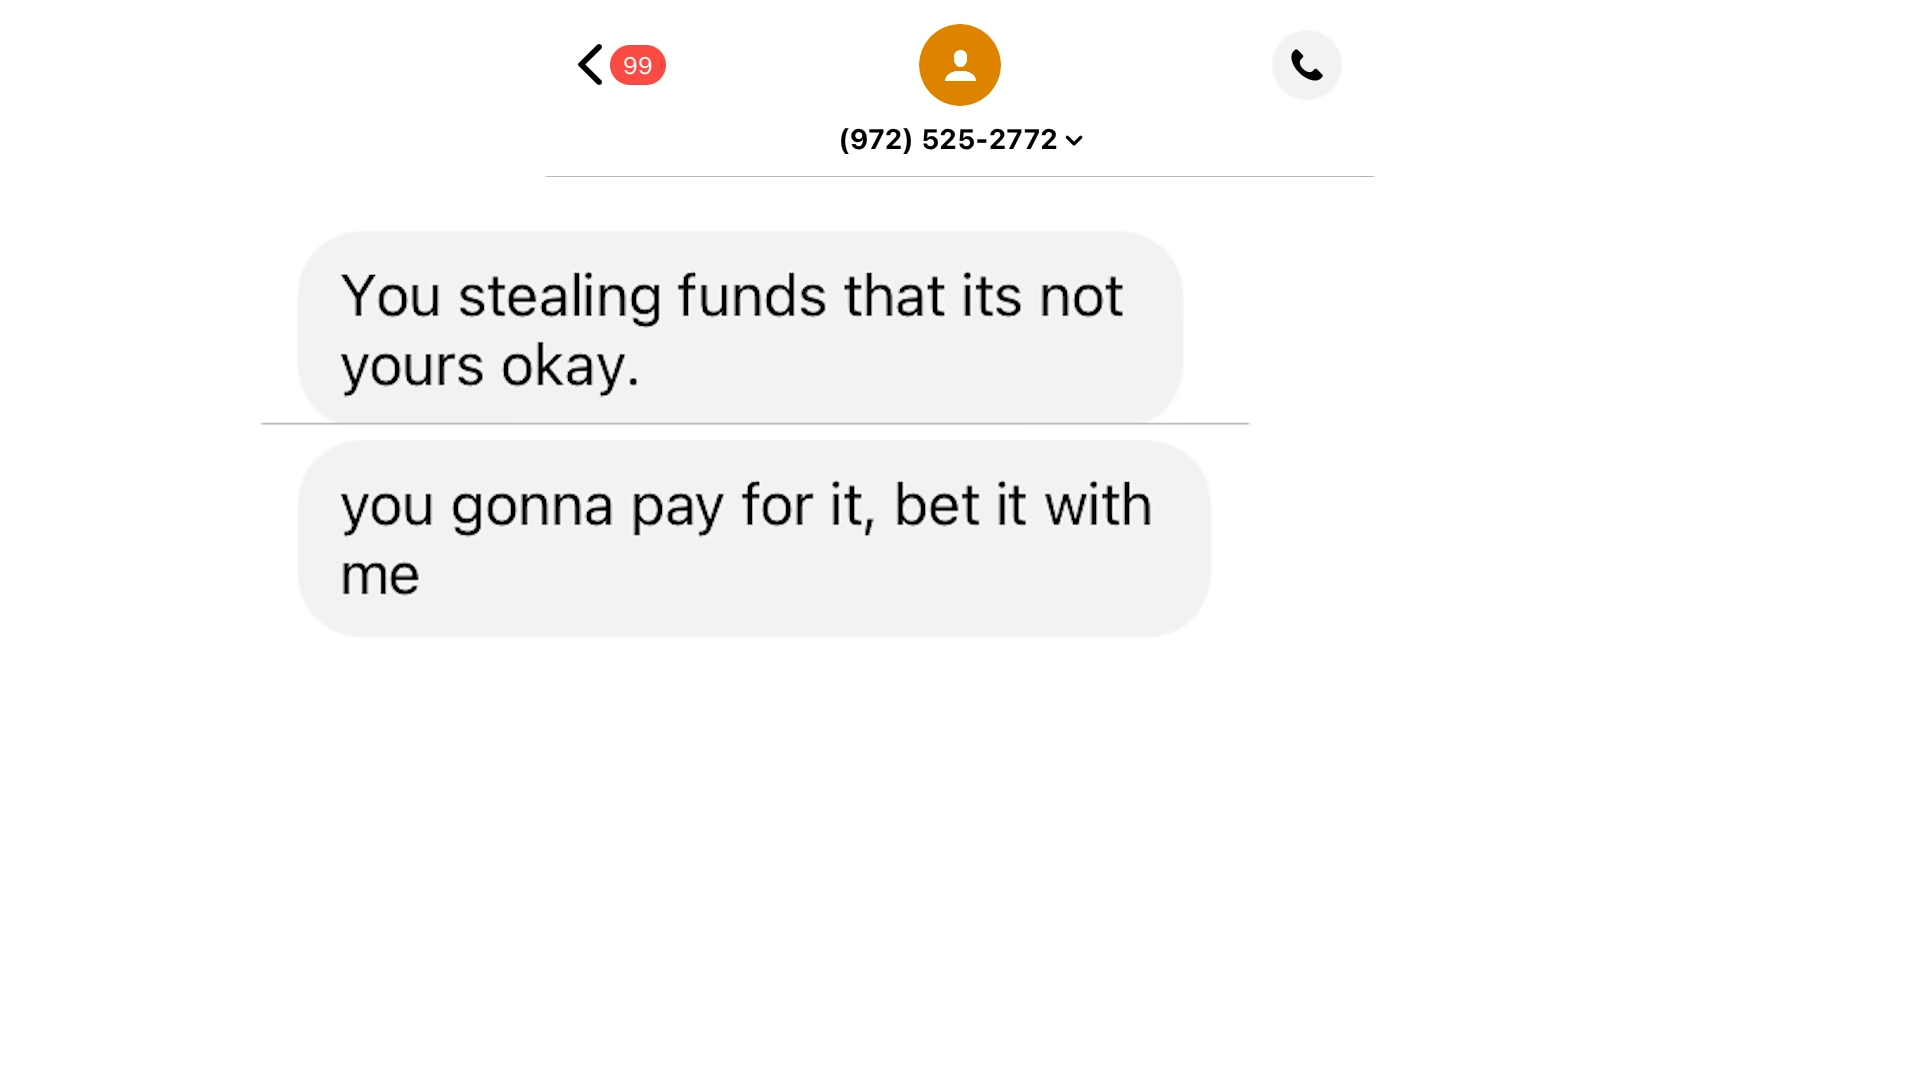 99
(972) 525-2772
You stealing funds that its not
yours okay.
you gonna pay for it, bet it with
me